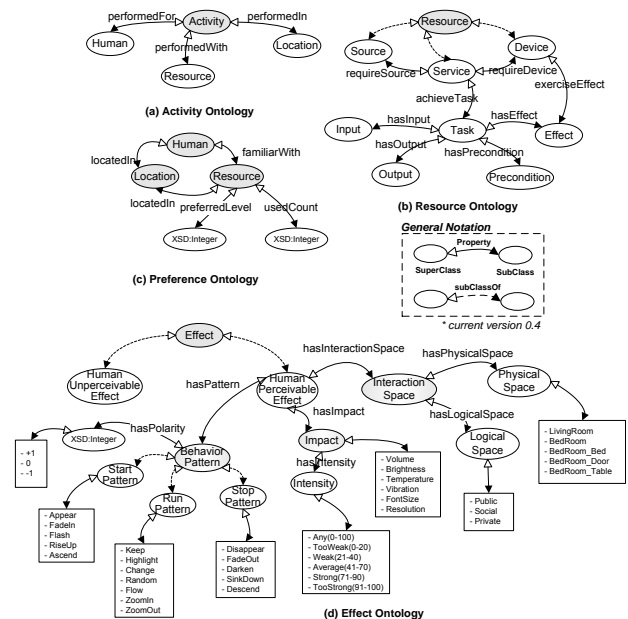 performedFor
Activity
performedIn
Human
performedWith
Location
Resource
(a) Activity Ontology
Resource
Source
Device
Service
requireSource
requireDevice
exerciseEffect
achieveTask
Input
hasInput
Task
hasEffect
Effect
hasOutput
hasPrecondition
Output
Precondition
(b) Resource Ontology
Human
locatedIn
familiarWith
Location
Resource
locatedIn
preferredLevel
usedCount
XSD:Integer
XSD:Integer
(c) Preference Ontology
General Notation
Property
SuperClass
SubClass
subClassOf
* current version 0.4
Effect
Human
Unperceivable
Effect
hasPattern
Human
Perceivable
Effect
hasInteractionSpace
Interaction
Space
hasPhysicalSpace
Physical
Space
hasImpact
hasLogicalSpace
Logical
Space
- LivingRoom
- BedRoom
- BedRoom_Bed
- BedRoom_Door
- BedRoom_Table
XSD:Integer
hasPolarity
- +1
- 0
- -1
Behavior
Pattern
Impact
hasIntensity
Intensity
- Volume
- Brightness
- Temperature
- Vibration
- FontSize
- Resolution
- Public
- Social
- Private
Start
Pattern
Run
Pattern
Stop
Pattern
- Appear
- FadeIn
- Flash
- RiseUp
- Ascend
- Keep
- Highlight
- Change
- Random
- Flow
- ZoomIn
- ZoomOut
- Disappear
- FadeOut
- Darken
- SinkDown
- Descend
- Any(0-100)
- TooWeak(0-20)
- Weak(21-40)
- Average(41-70)
- Strong(71-90)
- TooStrong(91-100)
(d) Effect Ontology